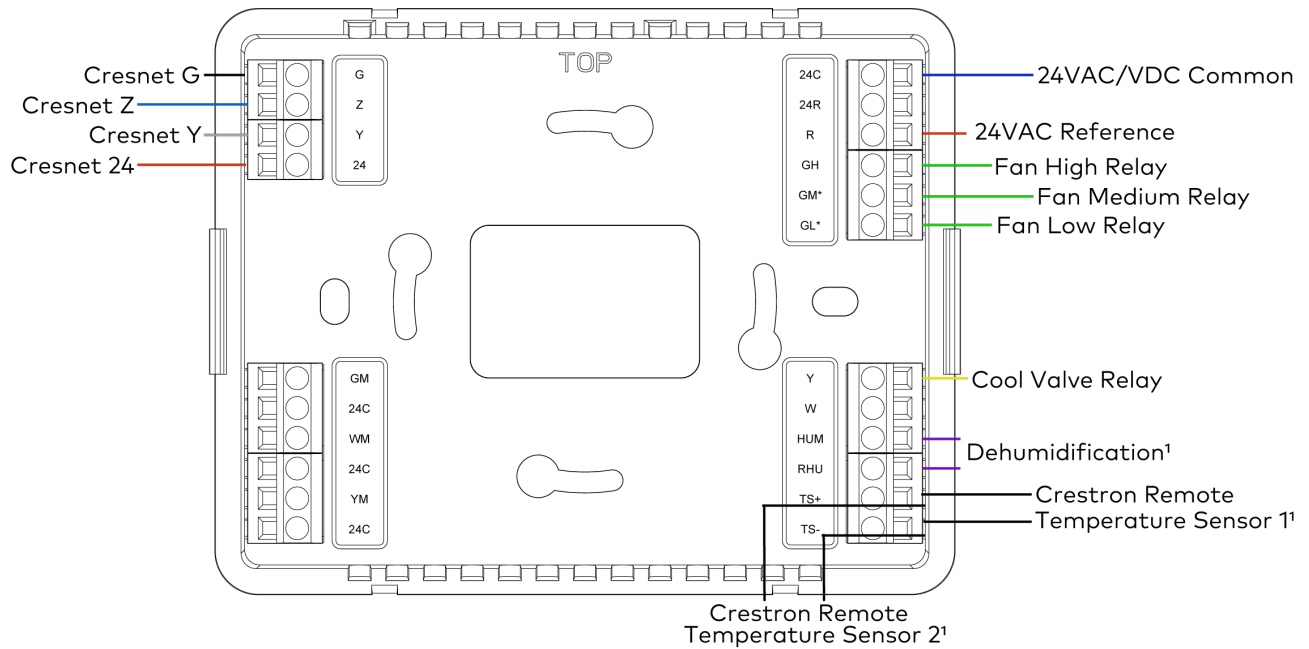 TOP
Cresnet G
Cresnet Z
Cresnet Y
Cresnet 24
G
Z
Y
24
24C
24R
R
GH
GM*
GL*
24VAC/VDC Common
24VAC Reference
Fan High Relay
Fan Medium Relay
Fan Low Relay
GM
24C
WM
24C
YM
24C
Y
W
HUM
RHU
TS+
TS-
Cool Valve Relay
Dehumidification¹
Crestron Remote
Temperature Sensor 1¹
Crestron Remote
Temperature Sensor 2¹